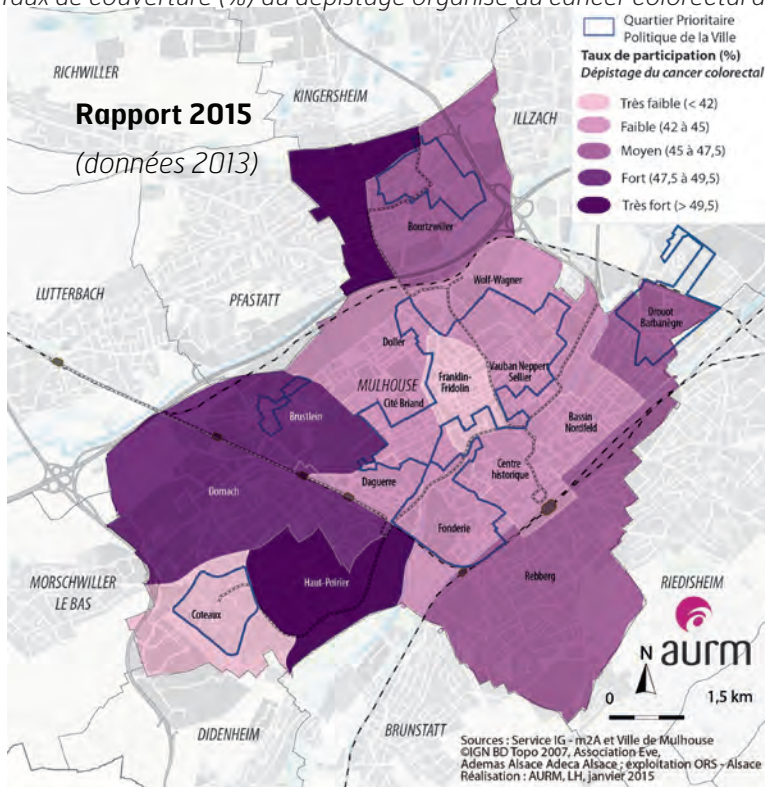 Taux de couverture (%) du dépistage organisé du cancer colorectal d
Quartier Prioritaire
Politique de la Ville
Taux de participation (%)
Dépistage du cancer colorectal
Très faible (< 42)
Faible (42 à 45)
Moyen (45 à 47,5)
Fort (47,5 à 49,5)
Très fort (> 49,5)
RICHWILLER
KINGERSHEIM
ILLZACH
Rapport 2015
(données 2013)
Bourtzwiller
LUTTERBACH
PFASTATT
Wolf-Wagner
Drouot
Barbanègre
Doller
Franklin-
Fridolin
Vauban Neppert
Sellier
MULHOUSE
Cité Briand
Brustlein
Bassin
Nordfeld
Centre
historique
Daguerre
Dornach
Fonderie
Haut-Poirier
Rebberg
MORSCHWILLER
LE BAS
Coteaux
RIEDISHEIM
aurm
N
0 1,5 km
DIDENHEIM
BRUNSTATT
Sources : Service IG - m2A et Ville de Mulhouse
©IGN BD Topo 2007, Association Eve,
Ademas Alsace Adeca Alsace ; exploitation ORS - Alsace
Réalisation : AURM, LH, janvier 2015